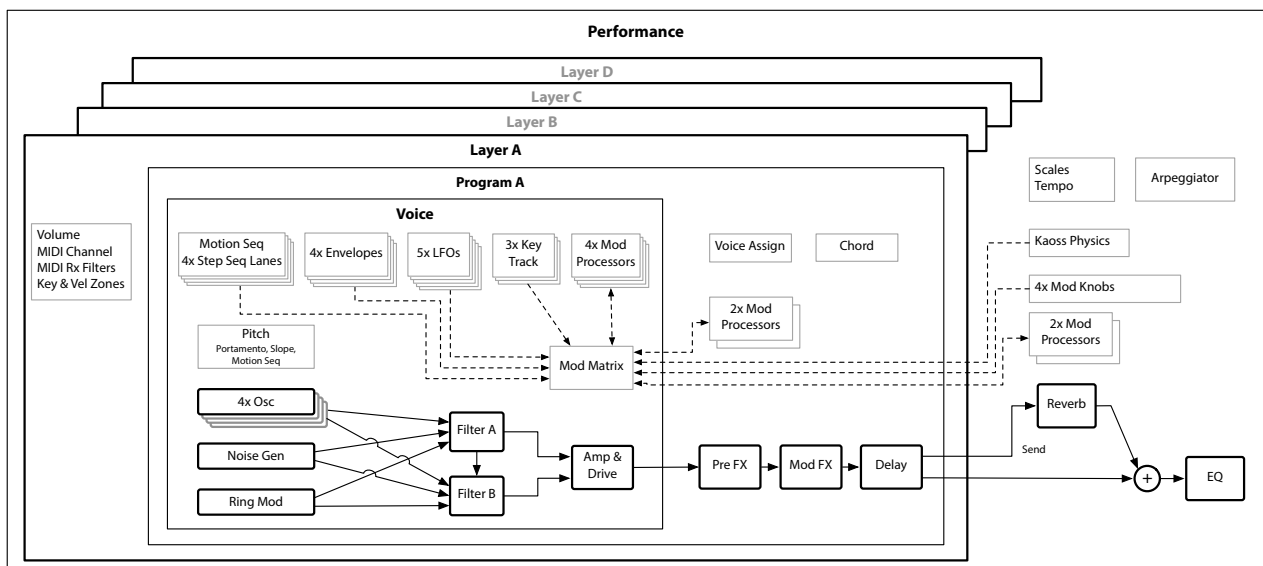 Performance
Layer D
Layer C
Layer B
Layer A
Program A
Voice
Volume
MIDI Channel
MIDI Rx Filters
Key & Vel Zones
Motion Seq
4x Step Seq Lanes
4x Envelopes
5x LFOs
3x Key
Track
4x Mod
Processors
Voice Assign
Chord
Scales
Tempo
Arpeggiator
Kaoss Physics
4x Mod Knobs
2x Mod
Processors
2x Mod
Processors
Pitch
Portamento, Slope,
Motion Seq
Mod Matrix
4x Osc
Noise Gen
Ring Mod
Filter A
Filter B
Amp &
Drive
Pre FX
Mod FX
Delay
Send
Reverb
+
EQ